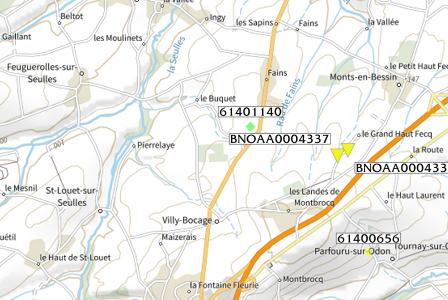 Beltot
Ingy
les Sapins
Fains
la Vallée
Gaillant
les Moulinets
la Seulles
Feuguerolles-sur-
Seulles
Fains
le Petit Haut Fecq
Monts-en-Bessin
147
le Buquet
61401140
BNOAA0004337
le Grand Haut Fecq
la Route
Pierrelaye
BNOAA000433
le Mesnil
St-Louet-sur-
Seulles
les Landes de
Montbrocq
le Haut Laurent
Villy-Bocage
Maizerais
61400656
Parfouru-sur-Odon
Tournay-sur-Odon
le Haut de St-Louet
la Fontaine Fleurie
Montbrocq